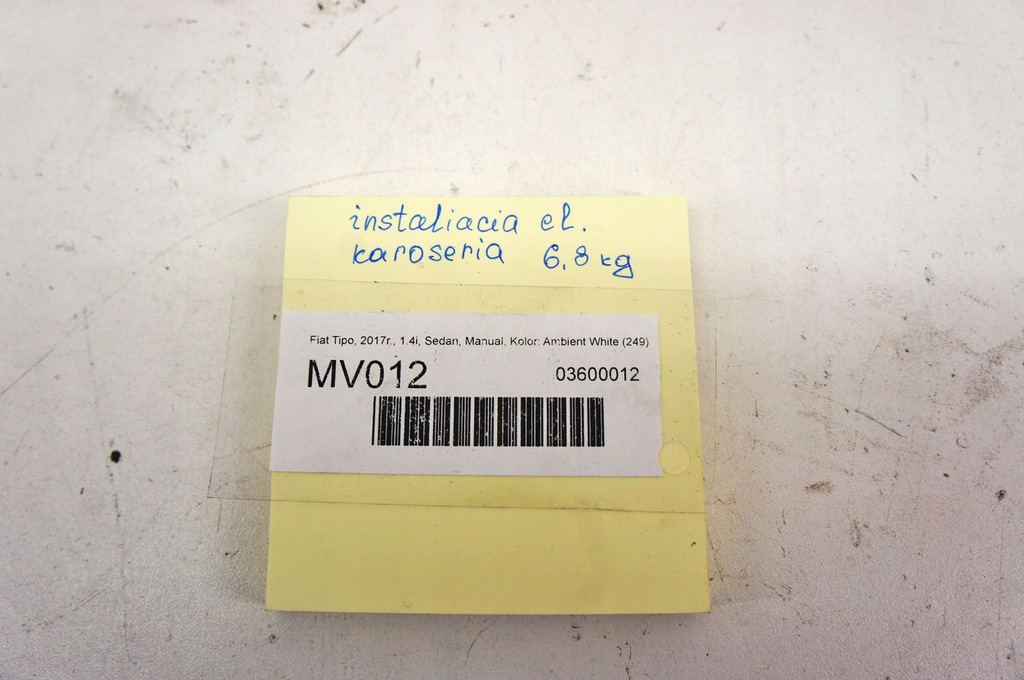 instaliacia el.
karoseria 6,8 kg
Fiat Tipo, 2017r., 1.4i, Sedan, Manual, Kolor: Ambient White (249)
MV012 03600012